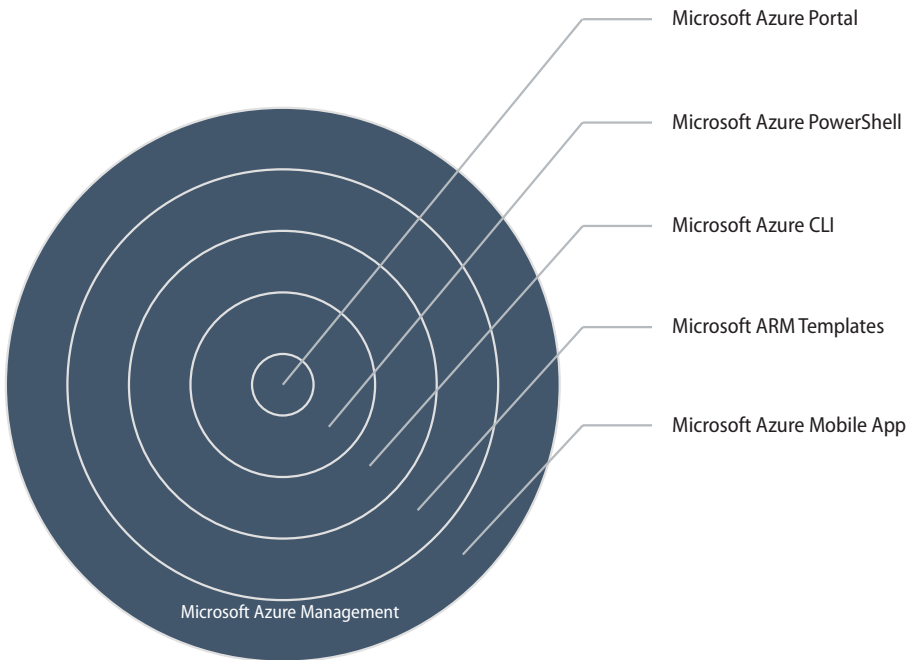 Microsoft Azure Portal
Microsoft Azure PowerShell
Microsoft Azure CLI
Microsoft ARM Templates
Microsoft Azure Mobile App
Microsoft Azure Management